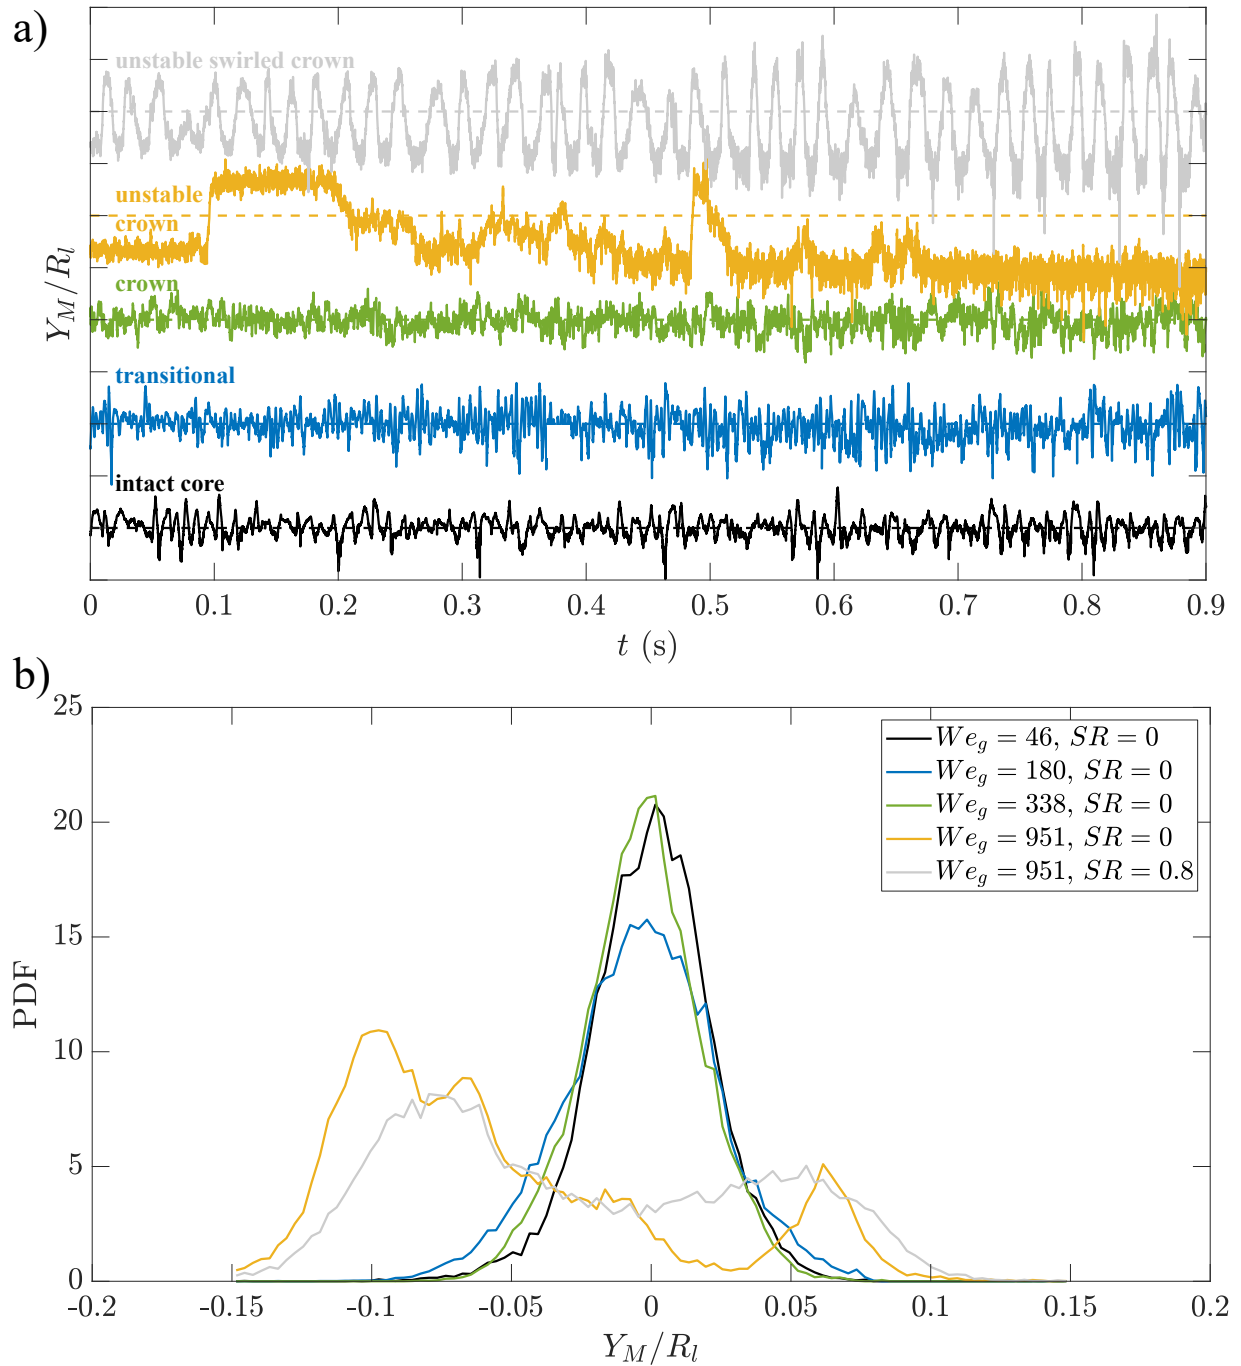 a)
unstable swirled crown
unstable
crown
crown
transitional
intact core
Y_M/R_l
0 0.1 0.2 0.3 0.4 0.5 0.6 0.7 0.8 0.9
t (s)
b)
25
20
15
10
5
0
PDF
We_g = 46, SR = 0
We_g = 180, SR = 0
We_g = 338, SR = 0
We_g = 951, SR = 0
We_g = 951, SR = 0.8
-0.2 -0.15 -0.1 -0.05 0 0.05 0.1 0.15 0.2
Y_M/R_l